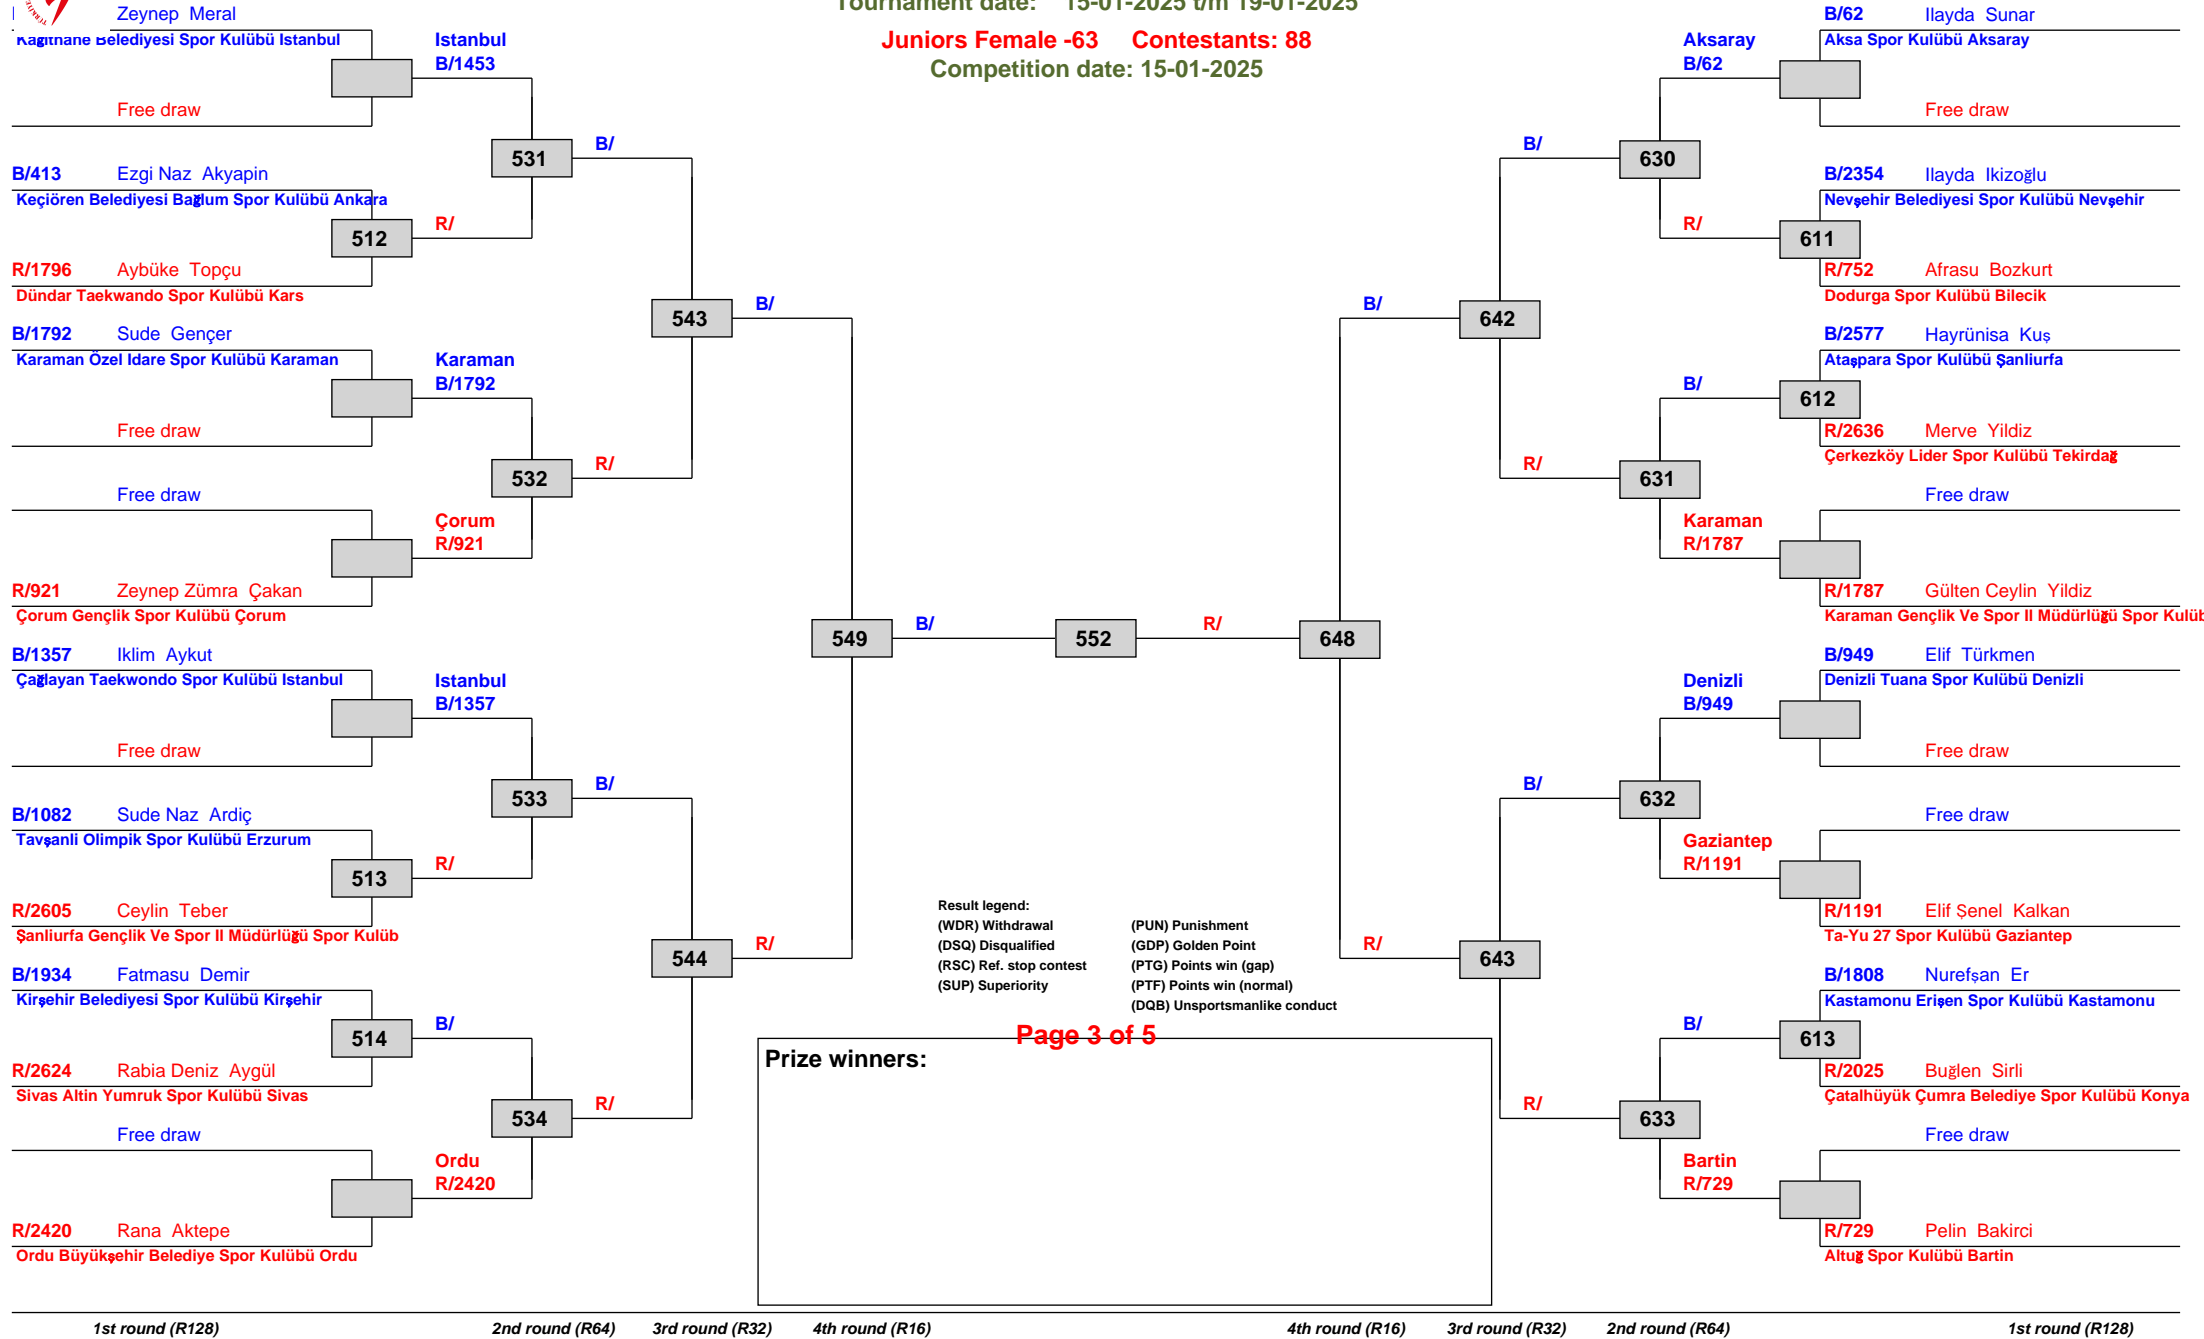 Tournament date: 15-01-2025 t/m 19-01-2025
Juniors Female -63 Contestants: 88
Competition date: 15-01-2025
Zeynep Meral
Kağıthane Belediyesi Spor Kulübü Istanbul
Free draw
Istanbul
B/1453
B/413 Ezgi Naz Akyapin
Keçiören Belediyesi Bağlum Spor Kulübü Ankara
512
R/1796 Aybüke Topçu
Dündar Taekwando Spor Kulübü Kars
R/
531
B/
B/1792 Sude Gençer
Karaman Özel Idare Spor Kulübü Karaman
Free draw
Karaman
B/1792
Free draw
R/921 Zeynep Zümra Çakan
Çorum Gençlik Spor Kulübü Çorum
Çorum
R/921
532
R/
543
B/
B/1357 Iklim Aykut
Çağlayan Taekwondo Spor Kulübü Istanbul
Free draw
Istanbul
B/1357
B/1082 Sude Naz Ardiç
Tavşanli Olimpik Spor Kulübü Erzurum
513
R/2605 Ceylin Teber
Şanliurfa Gençlik Ve Spor Il Müdürlüğü Spor Kulüb
R/
533
B/
B/1934 Fatmasu Demir
Kirşehir Belediyesi Spor Kulübü Kirşehir
514
R/2624 Rabia Deniz Aygül
Sivas Altin Yumruk Spor Kulübü Sivas
B/
Free draw
R/2420 Rana Aktepe
Ordu Büyükşehir Belediye Spor Kulübü Ordu
Ordu
R/2420
534
R/
544
R/
549
B/
552
R/
648
B/62 Ilayda Sunar
Aksa Spor Kulübü Aksaray
Free draw
Aksaray
B/62
B/2354 Ilayda Ikizoğlu
Nevşehir Belediyesi Spor Kulübü Nevşehir
611
R/752 Afrasu Bozkurt
Dodurga Spor Kulübü Bilecik
R/
630
B/
B/2577 Hayrünisa Kuş
Ataşpara Spor Kulübü Şanliurfa
612
R/2636 Merve Yildiz
Çerkezköy Lider Spor Kulübü Tekirdağ
B/
Free draw
R/1787 Gülten Ceylin Yildiz
Karaman Gençlik Ve Spor Il Müdürlüğü Spor Kulüb
Karaman
R/1787
631
R/
642
B/
B/949 Elif Türkmen
Denizli Tuana Spor Kulübü Denizli
Free draw
Denizli
B/949
Free draw
R/1191 Elif Şenel Kalkan
Ta-Yu 27 Spor Kulübü Gaziantep
Gaziantep
R/1191
632
B/
B/1808 Nurefşan Er
Kastamonu Erişen Spor Kulübü Kastamonu
613
R/2025 Buğlen Sirli
Çatalhüyük Çumra Belediye Spor Kulübü Konya
B/
Free draw
R/729 Pelin Bakirci
Altuğ Spor Kulübü Bartin
Bartin
R/729
633
R/
643
R/
Result legend:
(WDR) Withdrawal (PUN) Punishment
(DSQ) Disqualified (GDP) Golden Point
(RSC) Ref. stop contest (PTG) Points win (gap)
(SUP) Superiority (PTF) Points win (normal)
(DQB) Unsportsmanlike conduct
Page 3 of 5
Prize winners:
1st round (R128) 2nd round (R64) 3rd round (R32) 4th round (R16) 4th round (R16) 3rd round (R32) 2nd round (R64) 1st round (R128)